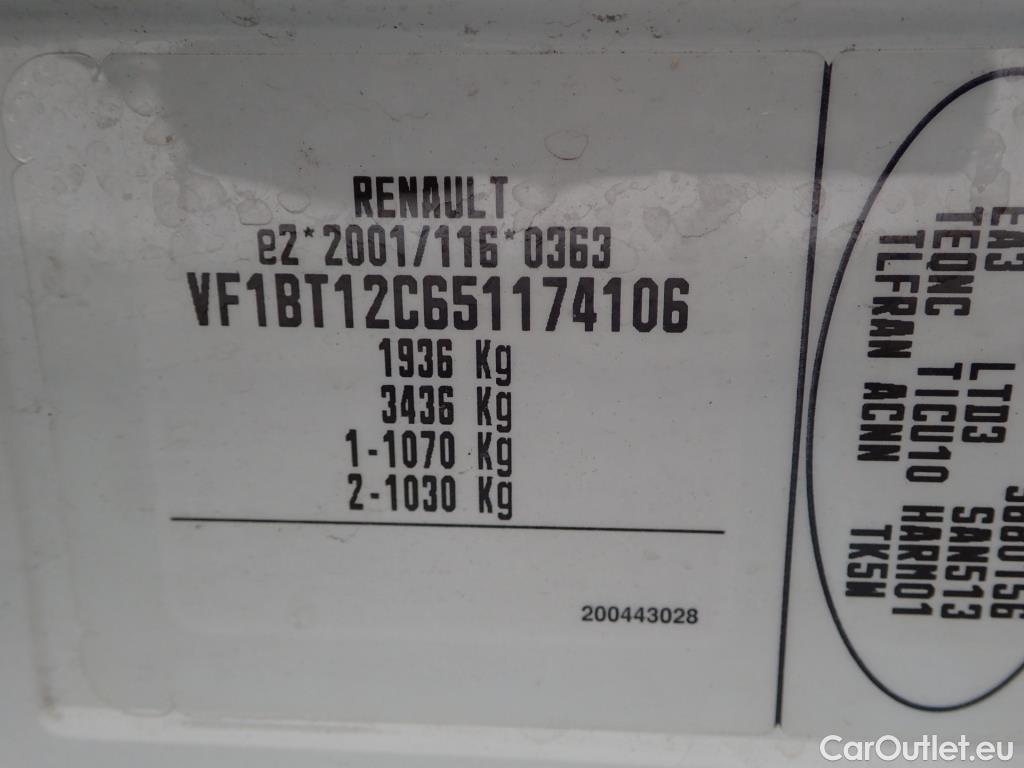 RENAULT
e2*2001/116*0363
VF1BT12C651174106
1936 Kg
3436 Kg
1-1070 Kg
2-1030 Kg
200443028
EA3 LTD3
TEQNC TICU10 SAN513
TLFRAN ACNN HARM01
TK5W
CarOutlet.eu